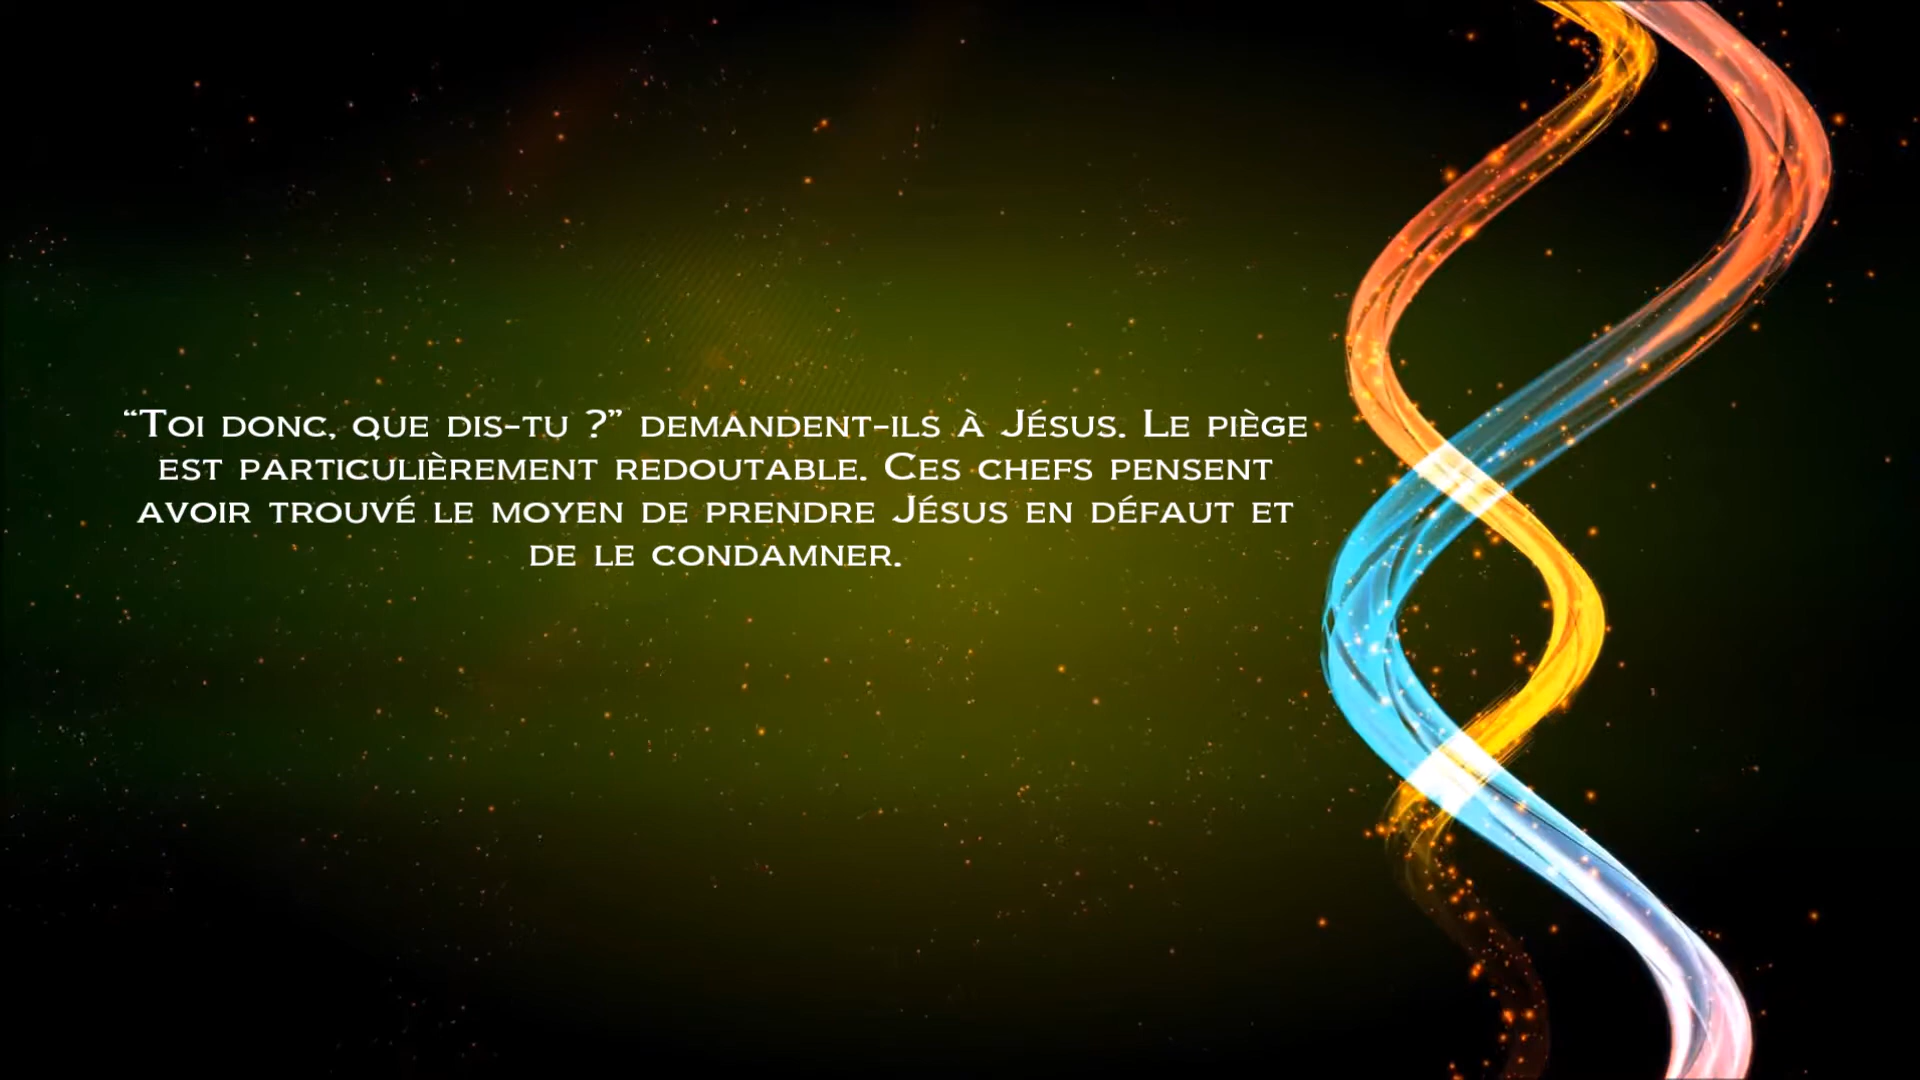 “Toi donc, que dis-tu ?” demandent-ils à Jésus. Le piège
est particulièrement redoutable. Ces chefs pensent
avoir trouvé le moyen de prendre Jésus en défaut et
de le condamner.